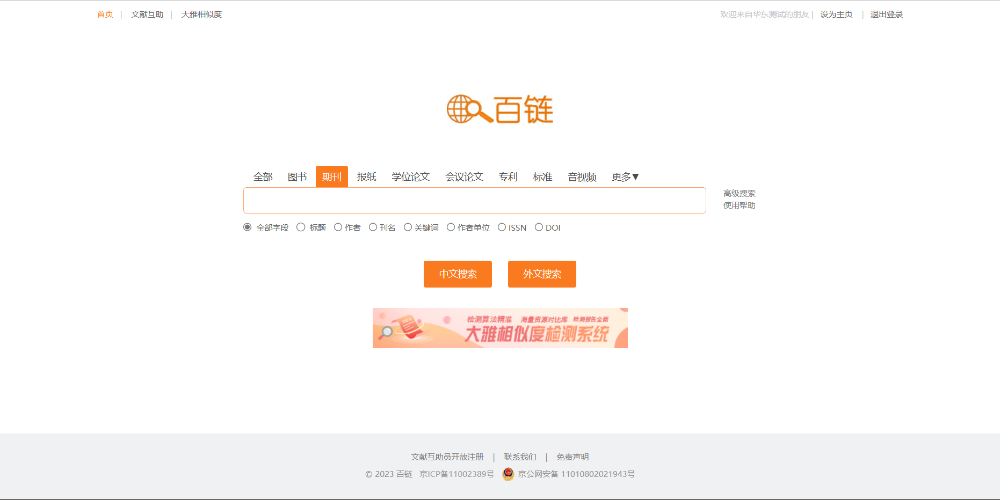 首页 | 文献互助 | 大雅相似度
欢迎来自华东测试的朋友 | 设为主页 | 退出登录
百链
全部 图书 期刊 报纸 学位论文 会议论文 专利 标准 音视频 更多▼
高级搜索
使用帮助
全部字段 标题 作者 刊名 关键词 作者单位 ISSN DOI
中文搜索 外文搜索
100%
检测算法精准 海量资源对比库 检测报告全面
大雅相似度检测系统
文献互助员开放注册 | 联系我们 | 免责声明
© 2023 百链 京ICP备11002389号 京公网安备 11010802021943号